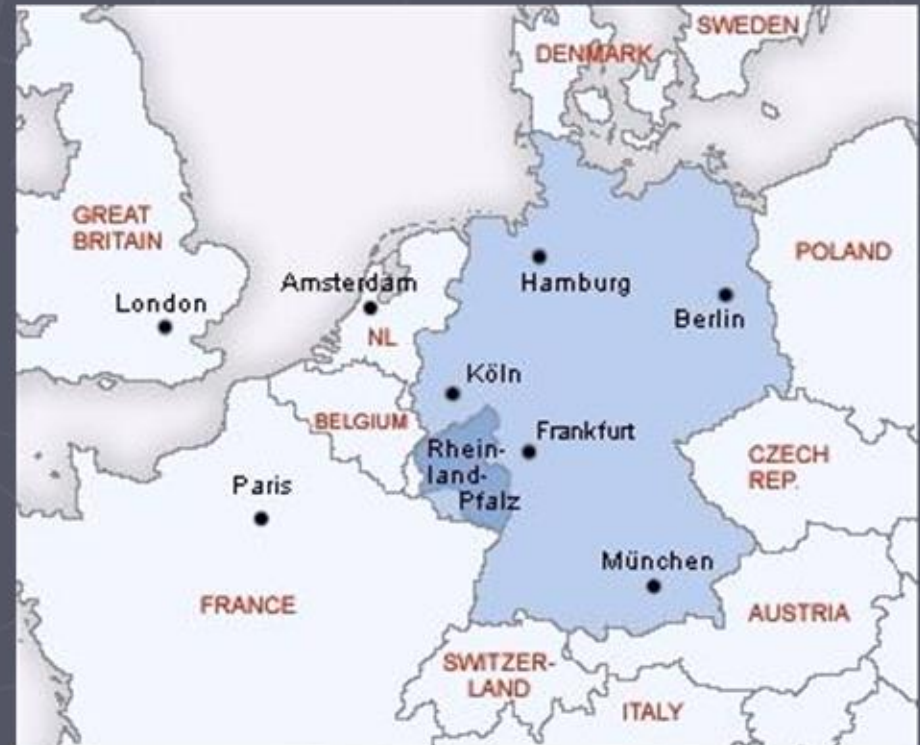 SWEDEN
DENMARK
GREAT
BRITAIN
POLAND
Amsterdam
Hamburg
London
Berlin
NL
Köln
BELGIUM
Frankfurt
Rhein-
land-
Pfalz
CZECH
REP.
Paris
München
FRANCE
AUSTRIA
SWITZER-
LAND
ITALY